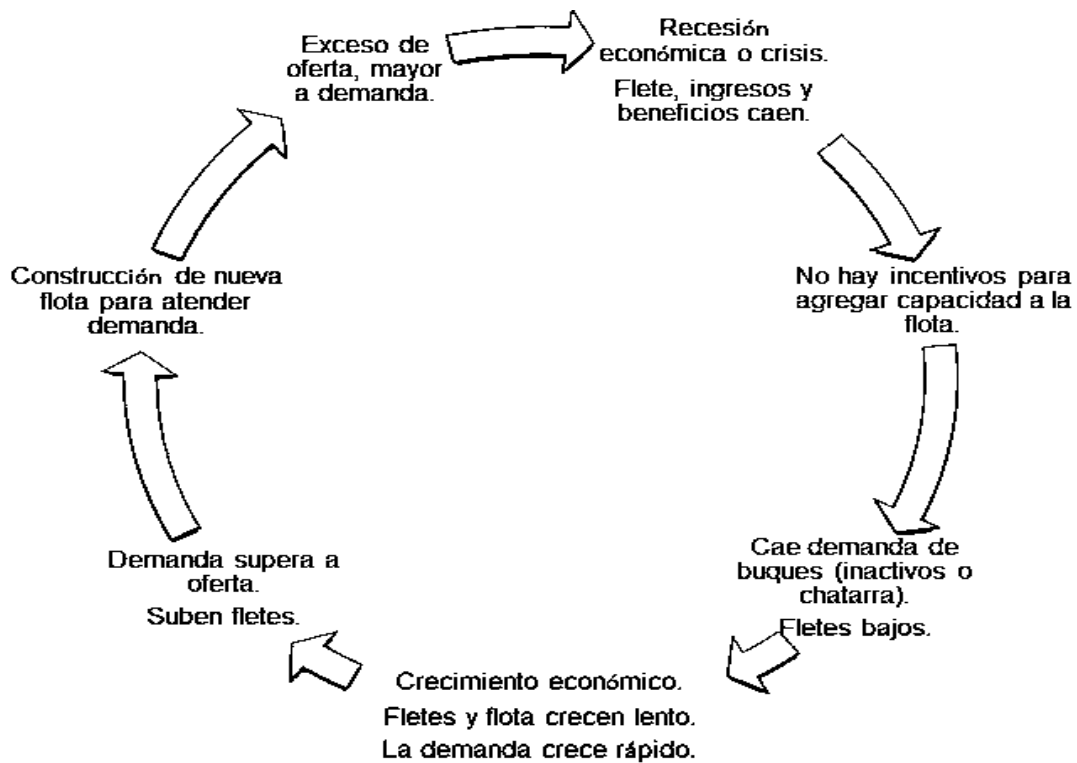 Exceso de
oferta, mayor
a demanda.
Recesión
económica o crisis.
Flete, ingresos y
beneficios caen.
No hay incentivos para
agregar capacidad a la
flota.
Cae demanda de
buques (inactivos o
chatarra).
Fletes bajos.
Crecimiento económico.
Fletes y flota crecen lento.
La demanda crece rápido.
Demanda supera a
oferta.
Suben fletes.
Construcción de nueva
flota para atender
demanda.